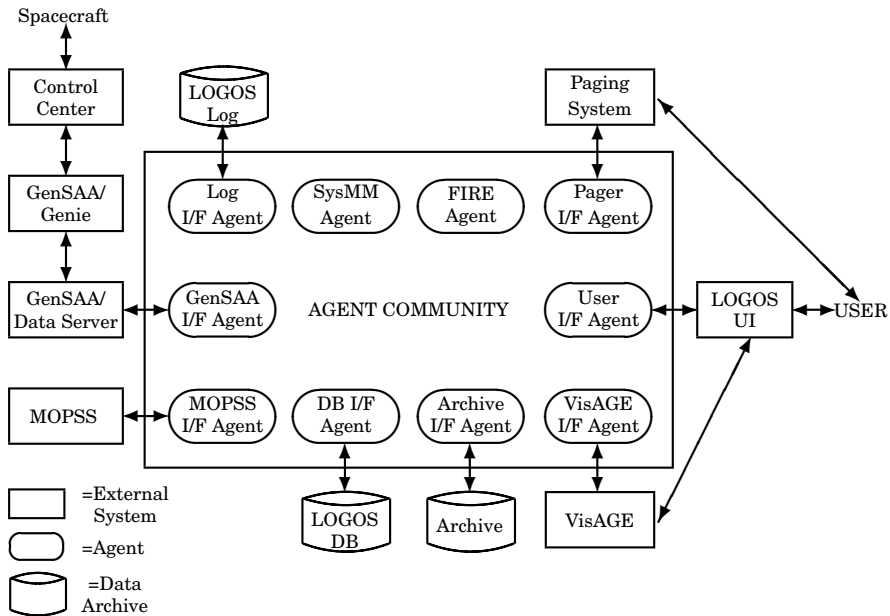 Spacecraft
Control
Center
LOGOS
Log
Paging
System
GenSAA/
Genie
Log
I/F Agent
SysMM
Agent
FIRE
Agent
Pager
I/F Agent
GenSAA/
Data Server
GenSAA
I/F Agent
AGENT COMMUNITY
User
I/F Agent
LOGOS
UI
USER
MOPSS
MOPSS
I/F Agent
DB I/F
Agent
Archive
I/F Agent
VisAGE
I/F Agent
=External
System
=Agent
=Data
Archive
LOGOS
DB
Archive
VisAGE